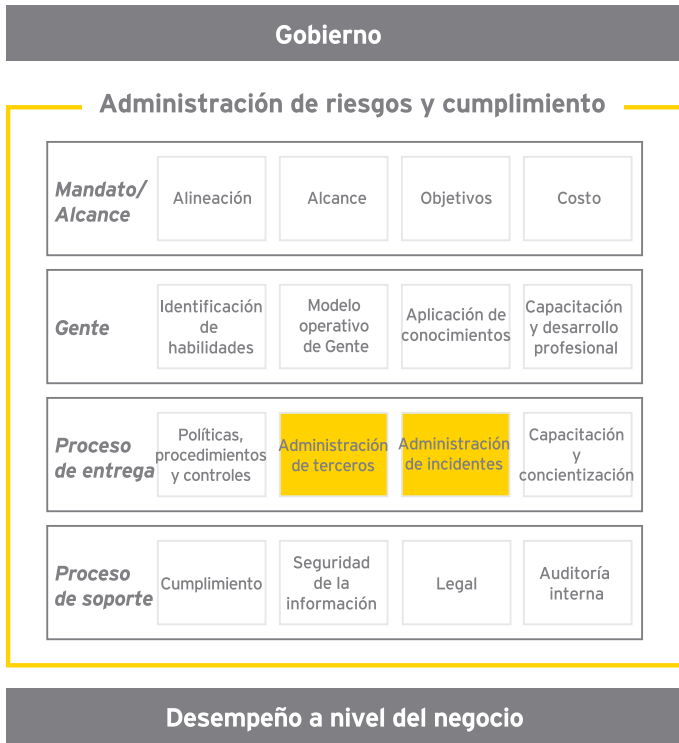 Gobierno
Administración de riesgos y cumplimiento
Mandato/
Alcance
Alineación
Alcance
Objetivos
Costo
Gente
Identificación
de
habilidades
Modelo
operativo
de Gente
Aplicación de
conocimientos
Capacitación
y desarrollo
profesional
Proceso
de entrega
Políticas,
procedimientos
y controles
Administración
de terceros
Administración
de incidentes
Capacitación
y
concientización
Proceso
de soporte
Cumplimiento
Seguridad
de la
información
Legal
Auditoría
interna
Desempeño a nivel del negocio